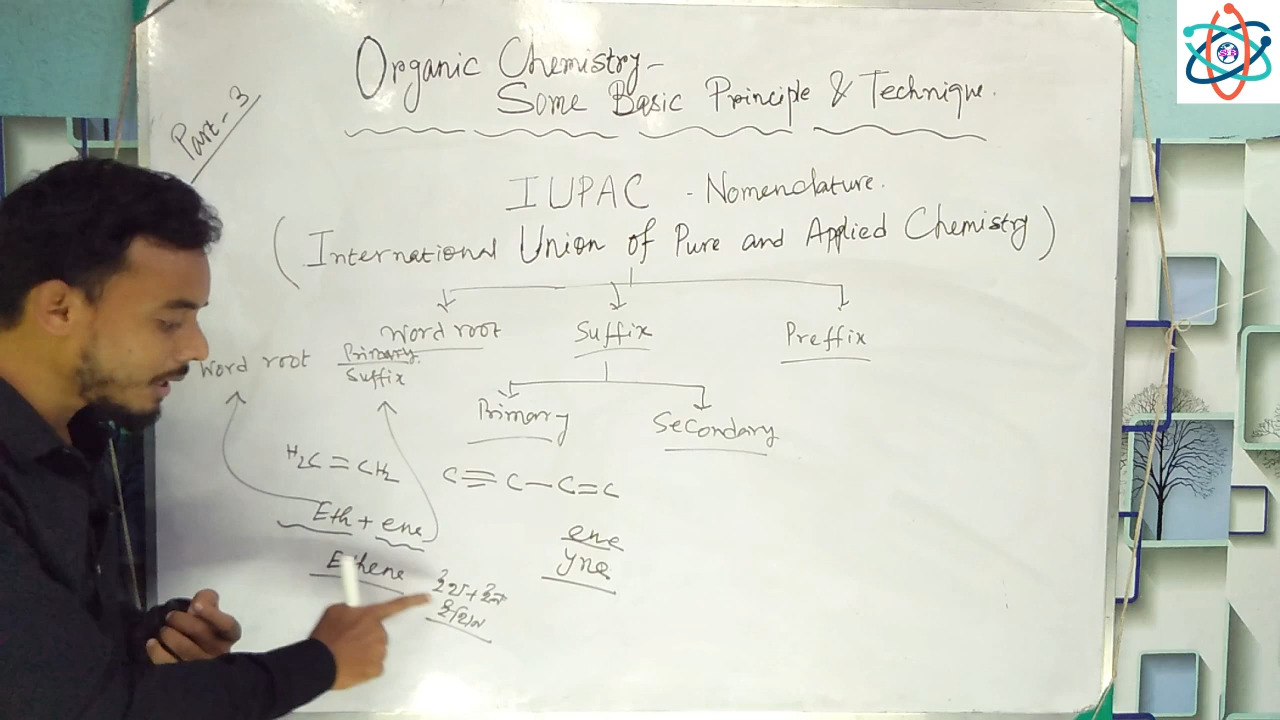 Part-3
Organic Chemistry-
Some Basic Principle & Technique.
IUPAC - Nomenclature.
(International Union of Pure and Applied Chemistry)
Word root Suffix Preffix
Word root Primary Suffix
Primary Secondary
H₂C=CH₂ C≡C-C=C
Eth + ene
Ethene
ene
yne